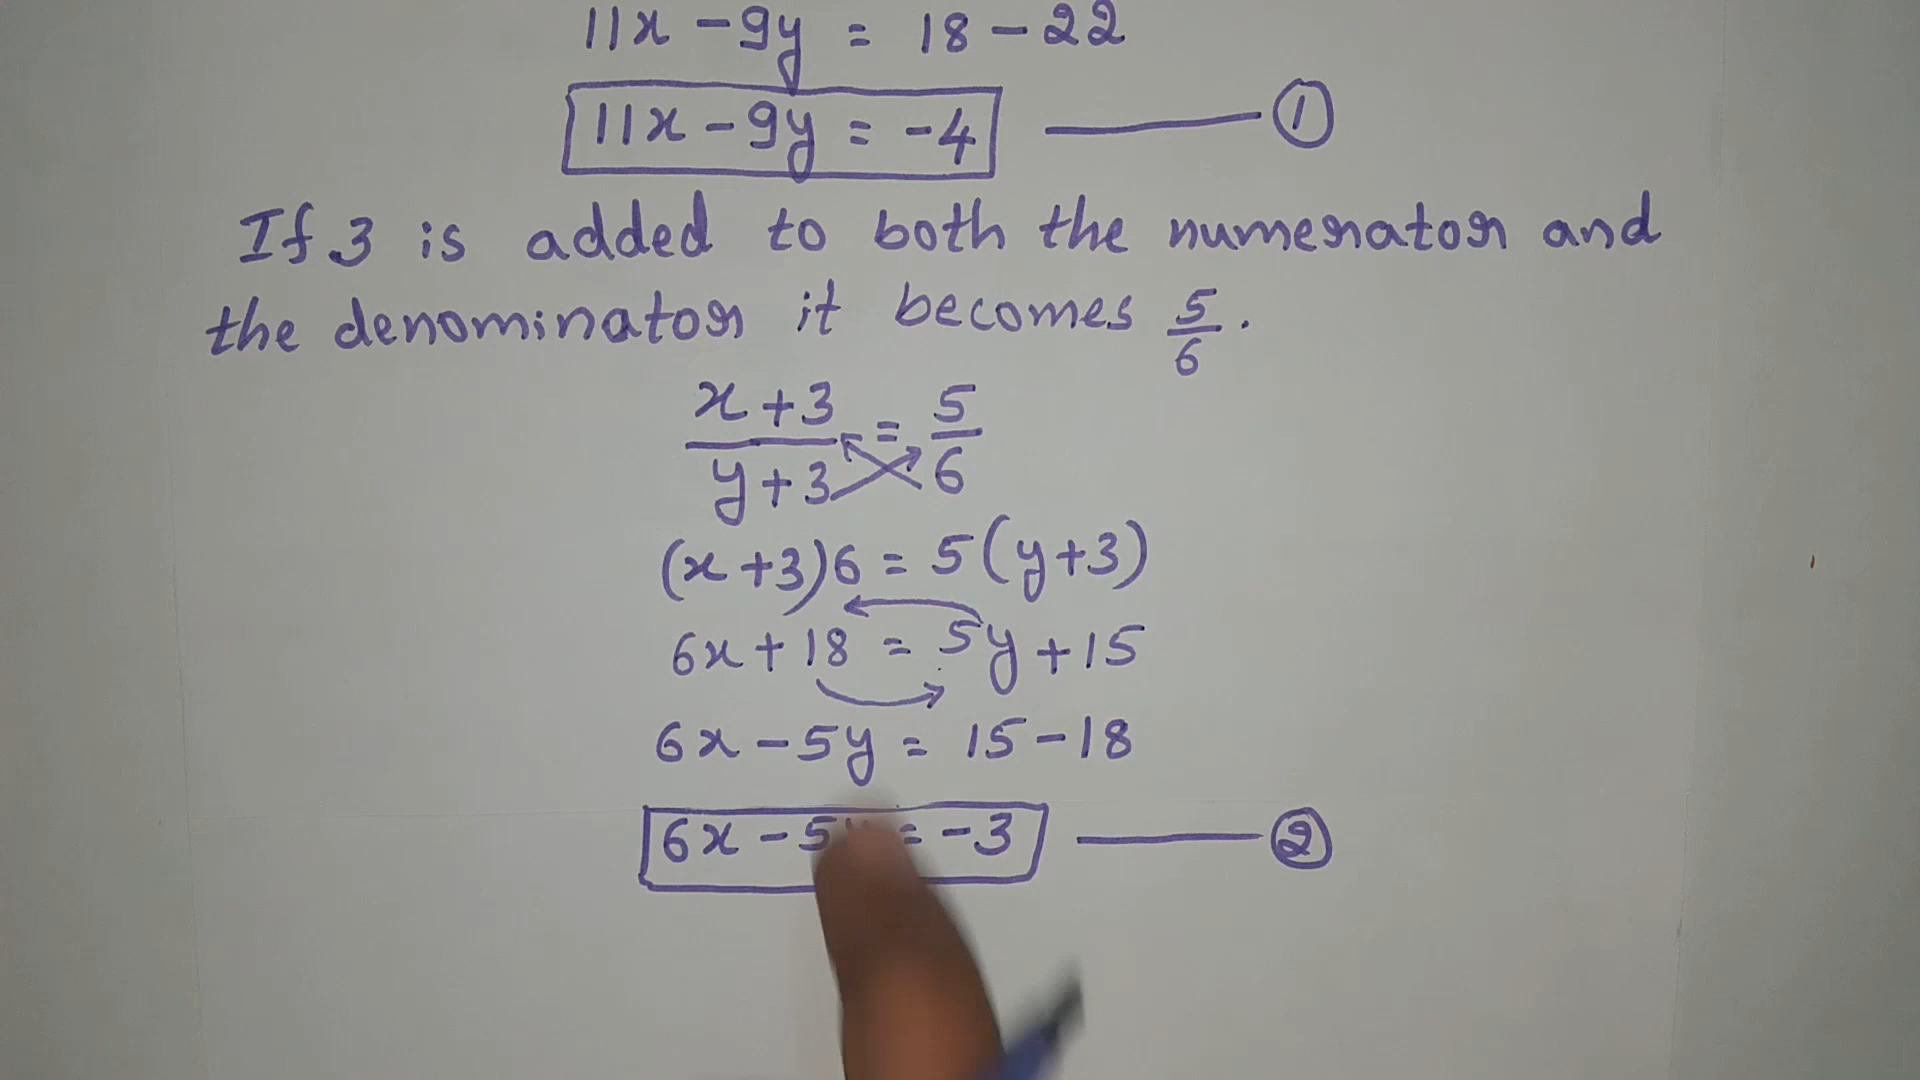 11x - 9y = 18 - 22
11x - 9y = -4 ——— ①
If 3 is added to both the numerator and
the denominator it becomes 5/6.
x+3/y+3 = 5/6
(x+3)6 = 5(y+3)
6x + 18 = 5y + 15
6x - 5y = 15 - 18
6x - 5y = -3 ——— ②